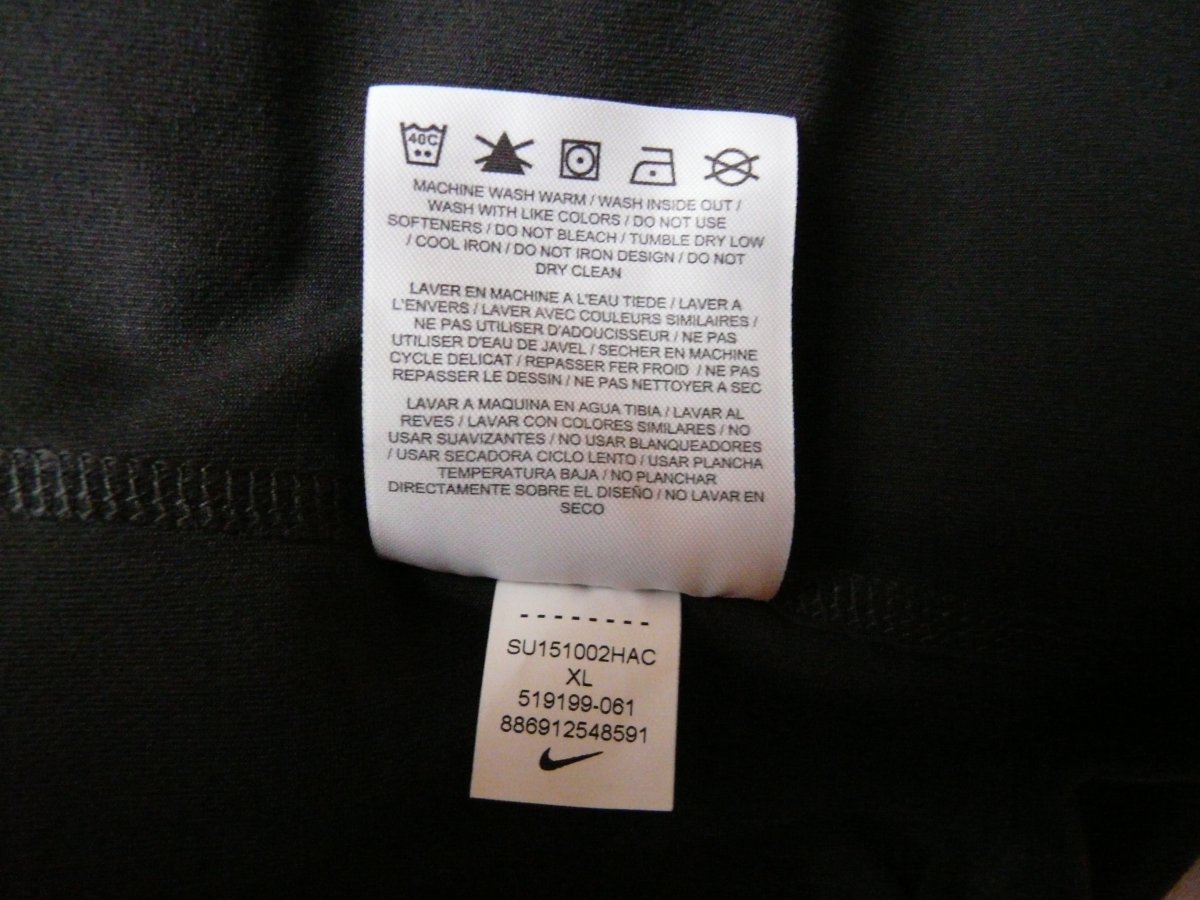 40C
MACHINE WASH WARM / WASH INSIDE OUT /
WASH WITH LIKE COLORS / DO NOT USE
SOFTENERS / DO NOT BLEACH / TUMBLE DRY LOW
/ COOL IRON / DO NOT IRON DESIGN / DO NOT
DRY CLEAN
LAVER EN MACHINE A L'EAU TIEDE / LAVER A
L'ENVERS / LAVER AVEC COULEURS SIMILAIRES /
NE PAS UTILISER D'ADOUCISSEUR / NE PAS
UTILISER D'EAU DE JAVEL / SECHER EN MACHINE
CYCLE DELICAT / REPASSER FER FROID / NE PAS
REPASSER LE DESSIN / NE PAS NETTOYER A SEC
LAVAR A MAQUINA EN AGUA TIBIA / LAVAR AL
REVES / LAVAR CON COLORES SIMILARES / NO
USAR SUAVIZANTES / NO USAR BLANQUEADORES
/ USAR SECADORA CICLO LENTO / USAR PLANCHA
TEMPERATURA BAJA / NO PLANCHAR
DIRECTAMENTE SOBRE EL DISEÑO / NO LAVAR EN
SECO
--------
SU151002HAC
XL
519199-061
886912548591